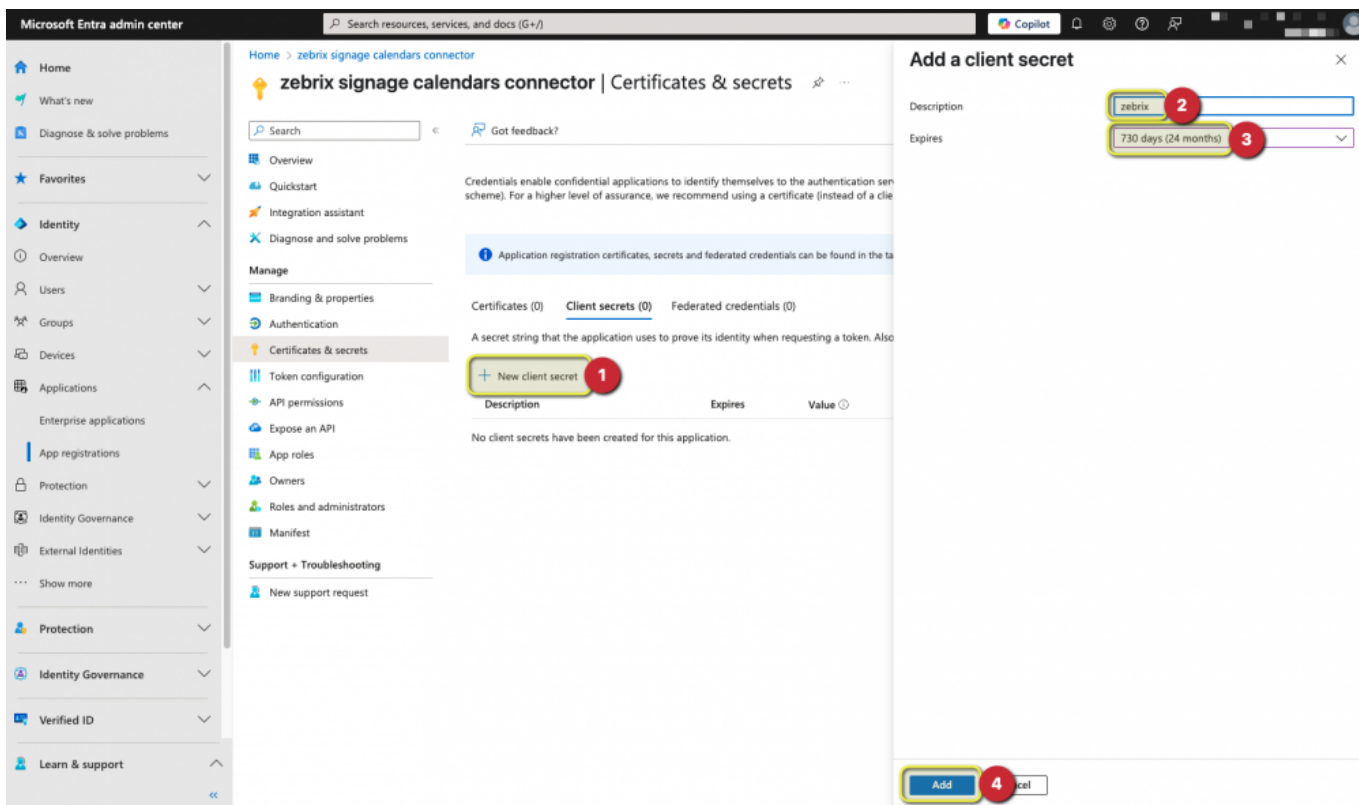 Microsoft Entra admin center
Search resources, services, and docs (G+/)
Copilot
Home
What's new
Diagnose & solve problems
Favorites
Identity
Overview
Users
Groups
Devices
Applications
Enterprise applications
App registrations
Protection
Identity Governance
External Identities
Show more
Protection
Identity Governance
Verified ID
Learn & support
Home > zebrix signage calendars connector
zebrix signage calendars connector | Certificates & secrets
Search
Overview
Quickstart
Integration assistant
Diagnose and solve problems
Manage
Branding & properties
Authentication
Certificates & secrets
Token configuration
API permissions
Expose an API
App roles
Owners
Roles and administrators
Manifest
Support + Troubleshooting
New support request
Got feedback?
Credentials enable confidential applications to identify themselves to the authentication ser
scheme). For a higher level of assurance, we recommend using a certificate (instead of a clie
Application registration certificates, secrets and federated credentials can be found in the ta
Certificates (0) Client secrets (0) Federated credentials (0)
A secret string that the application uses to prove its identity when requesting a token. Also
New client secret 1
Description Expires Value
No client secrets have been created for this application.
Add a client secret
Description zebrix 2
Expires 730 days (24 months) 3
Add 4 cel